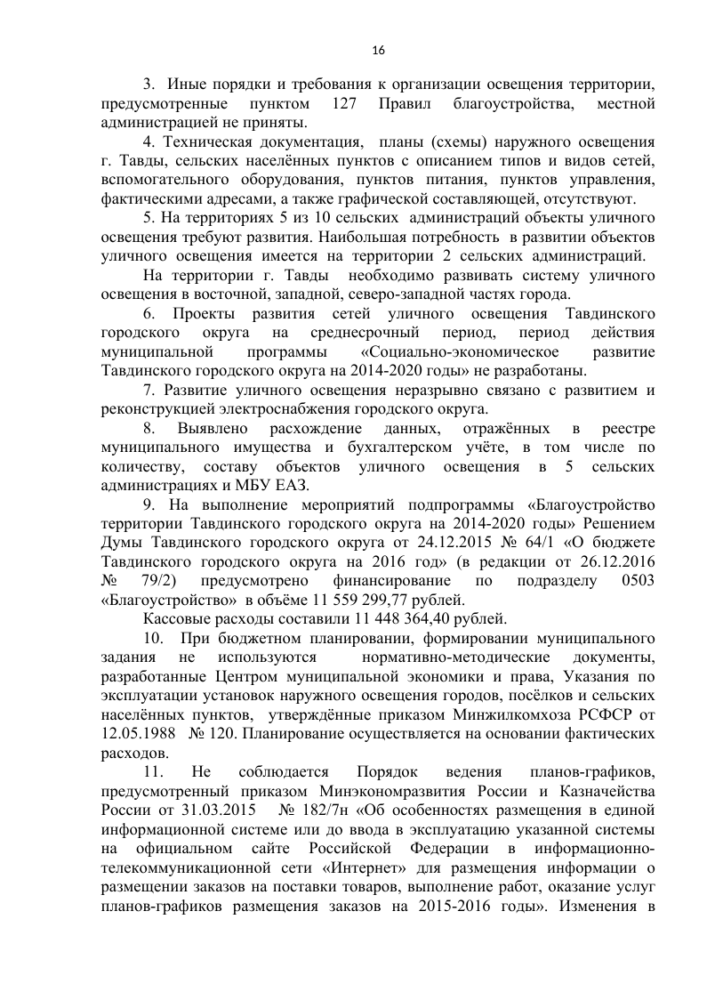 16
3. Иные порядки и требования к организации освещения территории,
предусмотренные пунктом 127 Правил благоустройства, местной
администрацией не приняты.
4. Техническая документация, планы (схемы) наружного освещения
г. Тавды, сельских населённых пунктов с описанием типов и видов сетей,
вспомогательного оборудования, пунктов питания, пунктов управления,
фактическими адресами, а также графической составляющей, отсутствуют.
5. На территориях 5 из 10 сельских администраций объекты уличного
освещения требуют развития. Наибольшая потребность в развитии объектов
уличного освещения имеется на территории 2 сельских администраций.
На территории г. Тавды необходимо развивать систему уличного
освещения в восточной, западной, северо-западной частях города.
6. Проекты развития сетей уличного освещения Тавдинского
городского округа на среднесрочный период, период действия
муниципальной программы «Социально-экономическое развитие
Тавдинского городского округа на 2014-2020 годы» не разработаны.
7. Развитие уличного освещения неразрывно связано с развитием и
реконструкцией электроснабжения городского округа.
8. Выявлено расхождение данных, отражённых в реестре
муниципального имущества и бухгалтерском учёте, в том числе по
количеству, составу объектов уличного освещения в 5 сельских
администрациях и МБУ ЕАЗ.
9. На выполнение мероприятий подпрограммы «Благоустройство
территории Тавдинского городского округа на 2014-2020 годы» Решением
Думы Тавдинского городского округа от 24.12.2015 № 64/1 «О бюджете
Тавдинского городского округа на 2016 год» (в редакции от 26.12.2016
№ 79/2) предусмотрено финансирование по подразделу 0503
«Благоустройство» в объёме 11 559 299,77 рублей.
Кассовые расходы составили 11 448 364,40 рублей.
10. При бюджетном планировании, формировании муниципального
задания не используются нормативно-методические документы,
разработанные Центром муниципальной экономики и права, Указания по
эксплуатации установок наружного освещения городов, посёлков и сельских
населённых пунктов, утверждённые приказом Минжилкомхоза РСФСР от
12.05.1988 № 120. Планирование осуществляется на основании фактических
расходов.
11. Не соблюдается Порядок ведения планов-графиков,
предусмотренный приказом Минэкономразвития России и Казначейства
России от 31.03.2015 № 182/7н «Об особенностях размещения в единой
информационной системе или до ввода в эксплуатацию указанной системы
на официальном сайте Российской Федерации в информационно-
телекоммуникационной сети «Интернет» для размещения информации о
размещении заказов на поставки товаров, выполнение работ, оказание услуг
планов-графиков размещения заказов на 2015-2016 годы». Изменения в